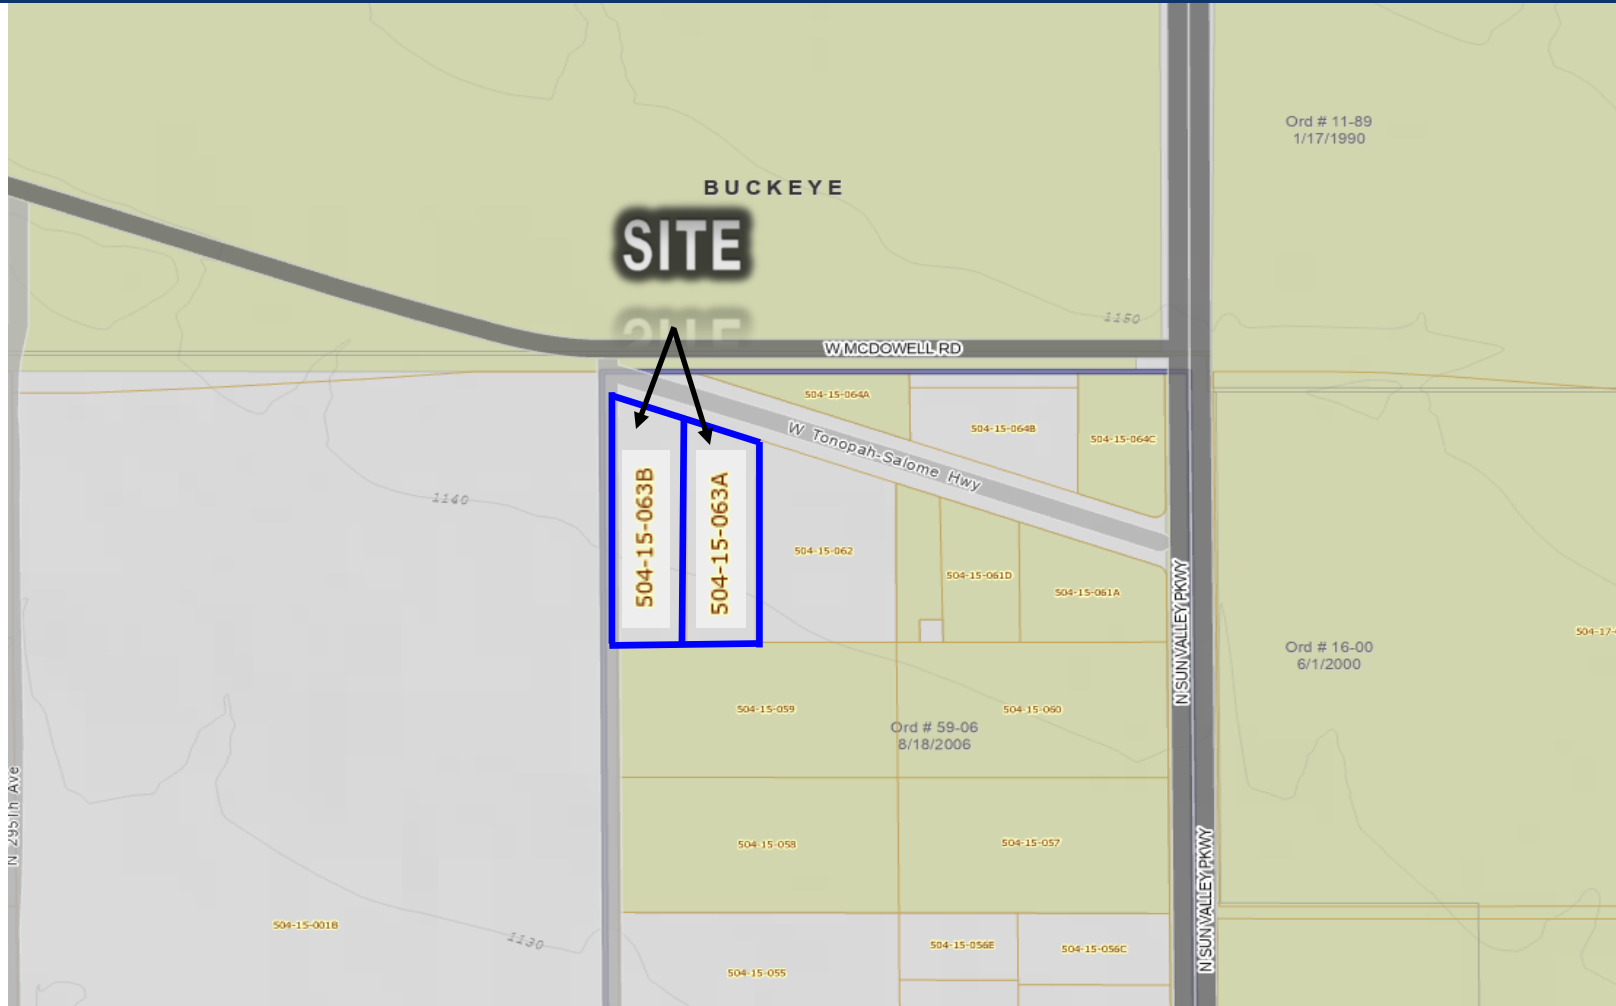 Ord # 11-89
1/17/1990
BUCKEYE
SITE
1150
W MCDOWELL RD
504-15-064A
504-15-064B
504-15-064C
W Tonopah-Salome Hwy
1140
504-15-063B
504-15-063A
504-15-062
504-15-061D
504-15-061A
N SUN VALLEY PKWY
504-17-
Ord # 16-00
6/1/2000
504-15-059
504-15-060
Ord # 59-06
8/18/2006
N 295Th Ave
504-15-058
504-15-057
N SUN VALLEY PKWY
504-15-001B
1130
504-15-056E
504-15-056C
504-15-055